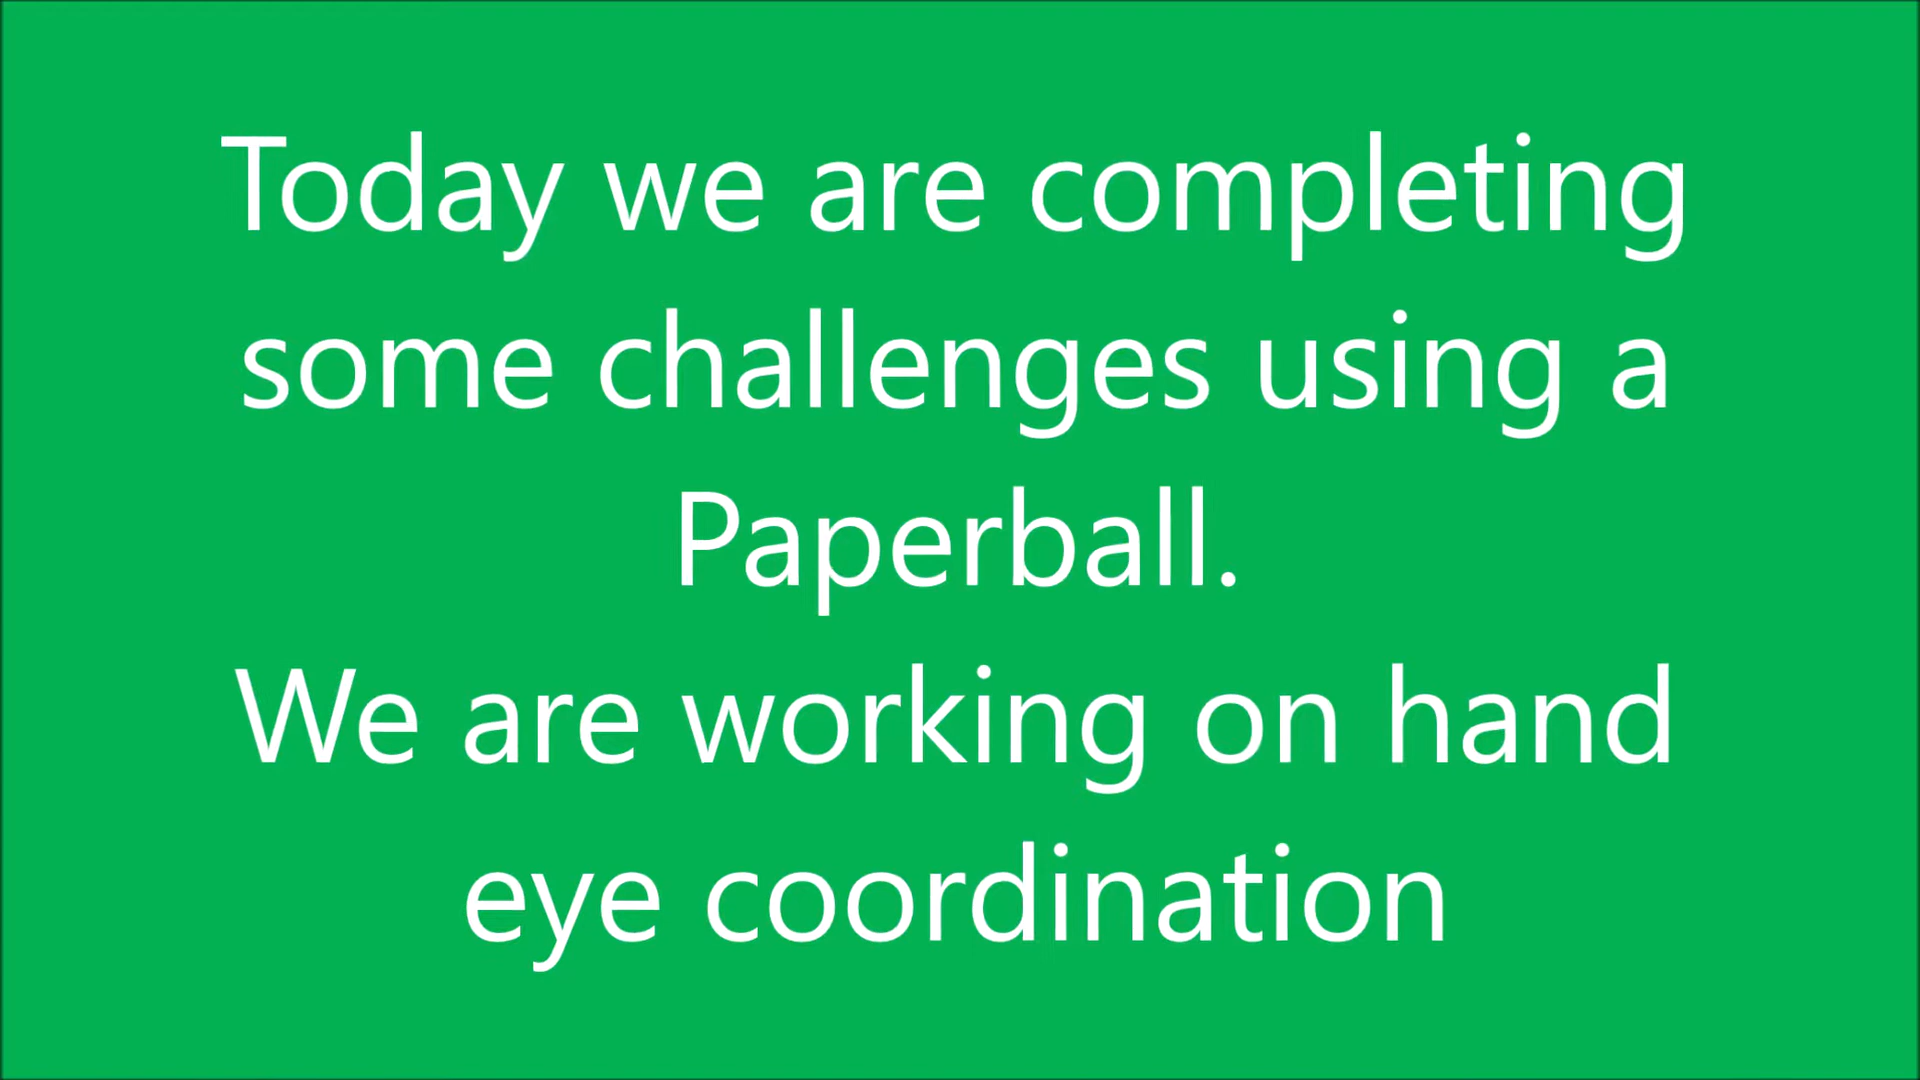 Today we are completing
some challenges using a
Paperball.
We are working on hand
eye coordination